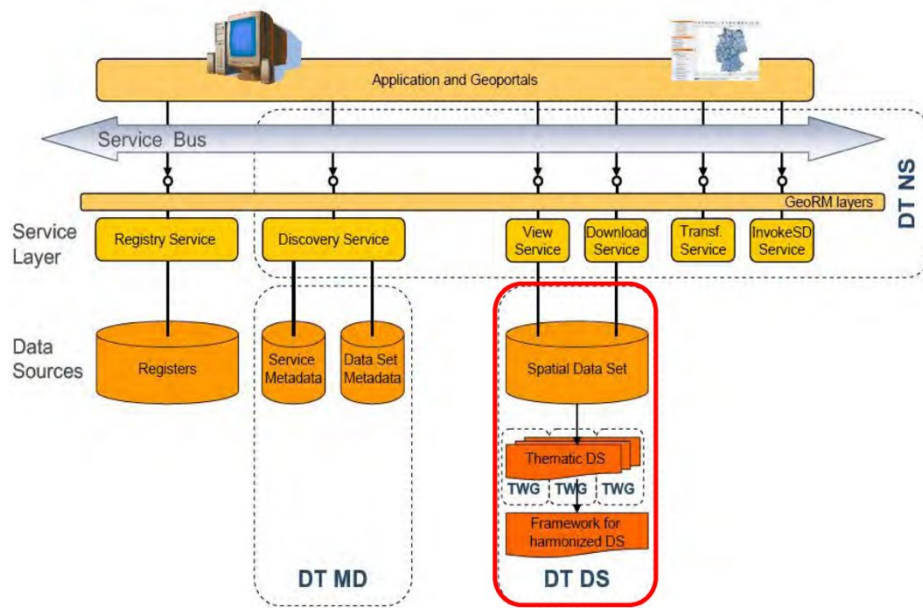 Application and Geoportals
Service Bus
DT NS
GeoRM layers
Service
Layer
Registry Service
Discovery Service
View
Service
Download
Service
Transf.
Service
InvokeSD
Service
Data
Sources
Registers
Service
Metadata
Data Set
Metadata
Spatial Data Set
Thematic DS
TWG TWG TWG
Framework for
harmonized DS
DT MD
DT DS